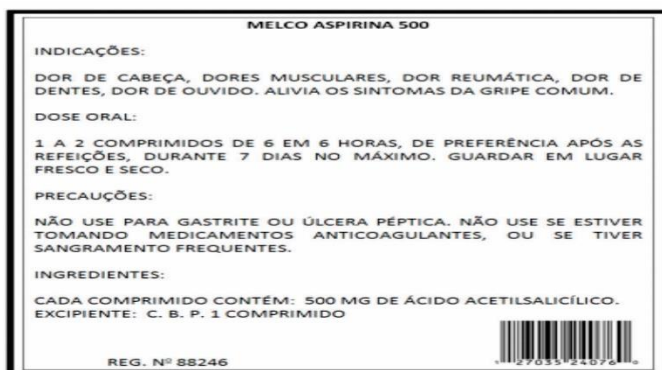 MELCO ASPIRINA 500
INDICAÇÕES:
DOR DE CABEÇA, DORES MUSCULARES, DOR REUMÁTICA, DOR DE
DENTES, DOR DE OUVIDO. ALIVIA OS SINTOMAS DA GRIPE COMUM.
DOSE ORAL:
1 A 2 COMPRIMIDOS DE 6 EM 6 HORAS, DE PREFERÊNCIA APÓS AS
REFEIÇÕES, DURANTE 7 DIAS NO MÁXIMO. GUARDAR EM LUGAR
FRESCO E SECO.
PRECAUÇÕES:
NÃO USE PARA GASTRITE OU ÚLCERA PÉPTICA. NÃO USE SE ESTIVER
TOMANDO MEDICAMENTOS ANTICOAGULANTES, OU SE TIVER
SANGRAMENTO FREQUENTES.
INGREDIENTES:
CADA COMPRIMIDO CONTÉM: 500 MG DE ÁCIDO ACETILSALICÍLICO.
EXCIPIENTE: C. B. P. 1 COMPRIMIDO
REG. Nº 88246
27035 24076